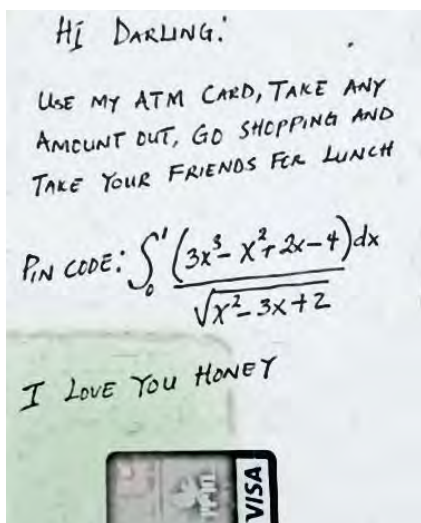 Hi DARLING:
USE MY ATM CARD, TAKE ANY
AMOUNT OUT, GO SHOPPING AND
TAKE YOUR FRIENDS FOR LUNCH
PIN CODE: ∫₀¹ (3x³ - x² + 2x - 4)dx / √(x² - 3x + 2)
I LOVE YOU HONEY
VISA